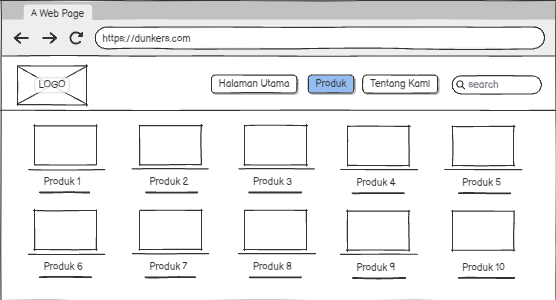 A Web Page
https://dunkers.com
LOGO
Halaman Utama
Produk
Tentang Kami
search
Produk 1
Produk 2
Produk 3
Produk 4
Produk 5
Produk 6
Produk 7
Produk 8
Produk 9
Produk 10